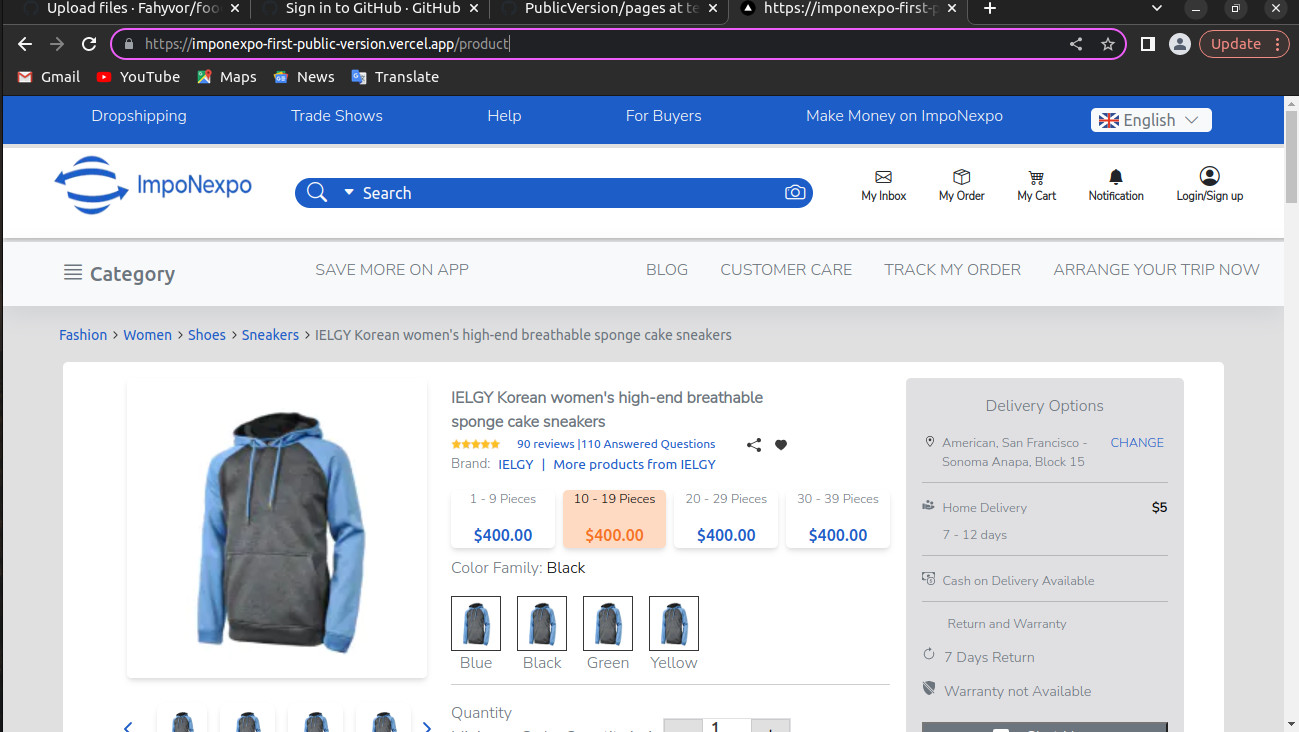 Upload files · Fahyvor/foo
Sign in to GitHub · GitHub
PublicVersion/pages at te
https://imponexpo-first-p
https://imponexpo-first-public-version.vercel.app/product
Update
Gmail
YouTube
Maps
News
Translate
Dropshipping
Trade Shows
Help
For Buyers
Make Money on ImpoNexpo
English
ImpoNexpo
Search
My Inbox
My Order
My Cart
Notification
Login/Sign up
Category
SAVE MORE ON APP
BLOG
CUSTOMER CARE
TRACK MY ORDER
ARRANGE YOUR TRIP NOW
Fashion > Women > Shoes > Sneakers > IELGY Korean women's high-end breathable sponge cake sneakers
IELGY Korean women's high-end breathable
sponge cake sneakers
90 reviews |110 Answered Questions
Brand: IELGY | More products from IELGY
1 - 9 Pieces
$400.00
10 - 19 Pieces
$400.00
20 - 29 Pieces
$400.00
30 - 39 Pieces
$400.00
Color Family: Black
Blue
Black
Green
Yellow
Quantity
1
Delivery Options
American, San Francisco -
Sonoma Anapa, Block 15
CHANGE
Home Delivery
$5
7 - 12 days
Cash on Delivery Available
Return and Warranty
7 Days Return
Warranty not Available